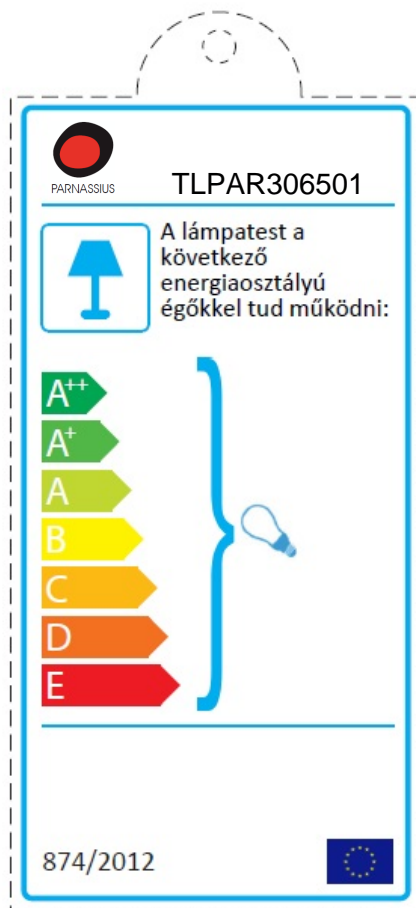 PARNASSIUS
TLPAR306501
A lámpatest a
következő
energiaosztályú
égőkkel tud működni:
A++
A+
A
B
C
D
E
874/2012